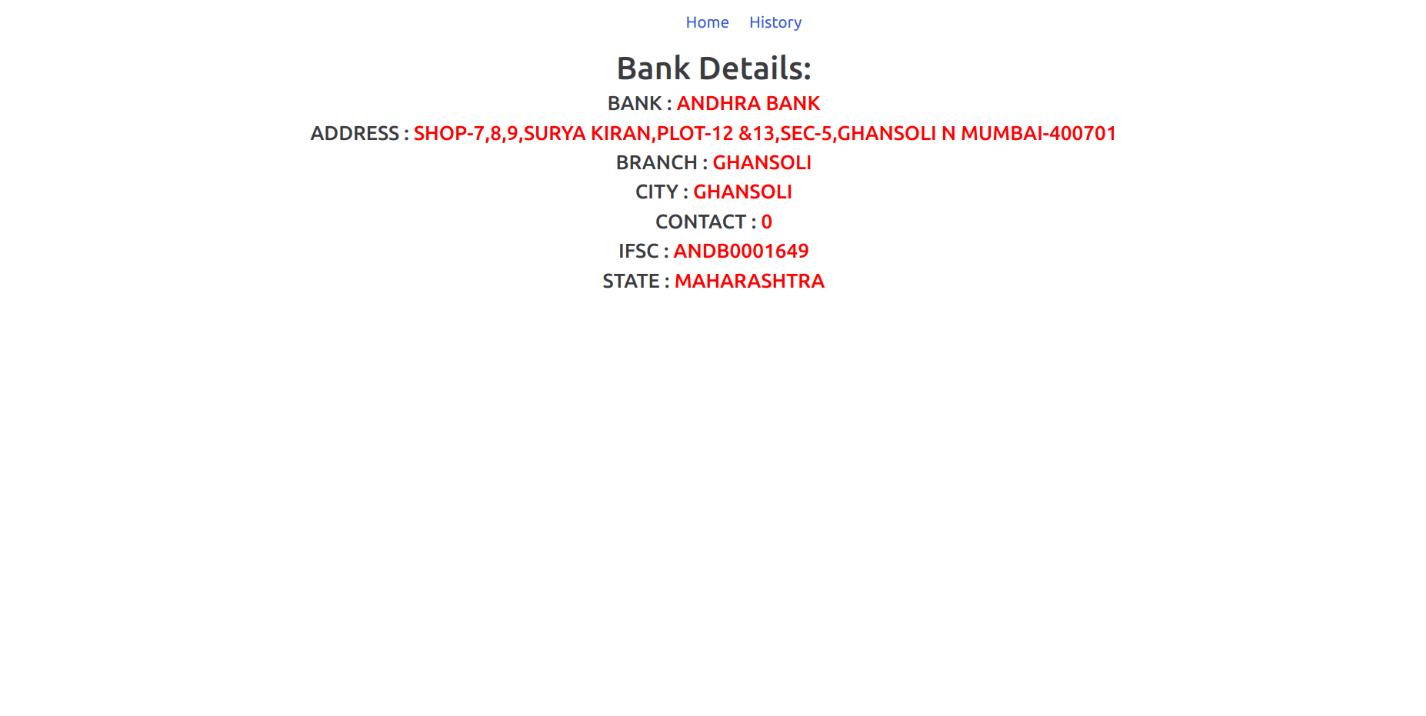 Home History
Bank Details:
BANK : ANDHRA BANK
ADDRESS : SHOP-7,8,9,SURYA KIRAN,PLOT-12 &13,SEC-5,GHANSOLI N MUMBAI-400701
BRANCH : GHANSOLI
CITY : GHANSOLI
CONTACT : 0
IFSC : ANDB0001649
STATE : MAHARASHTRA